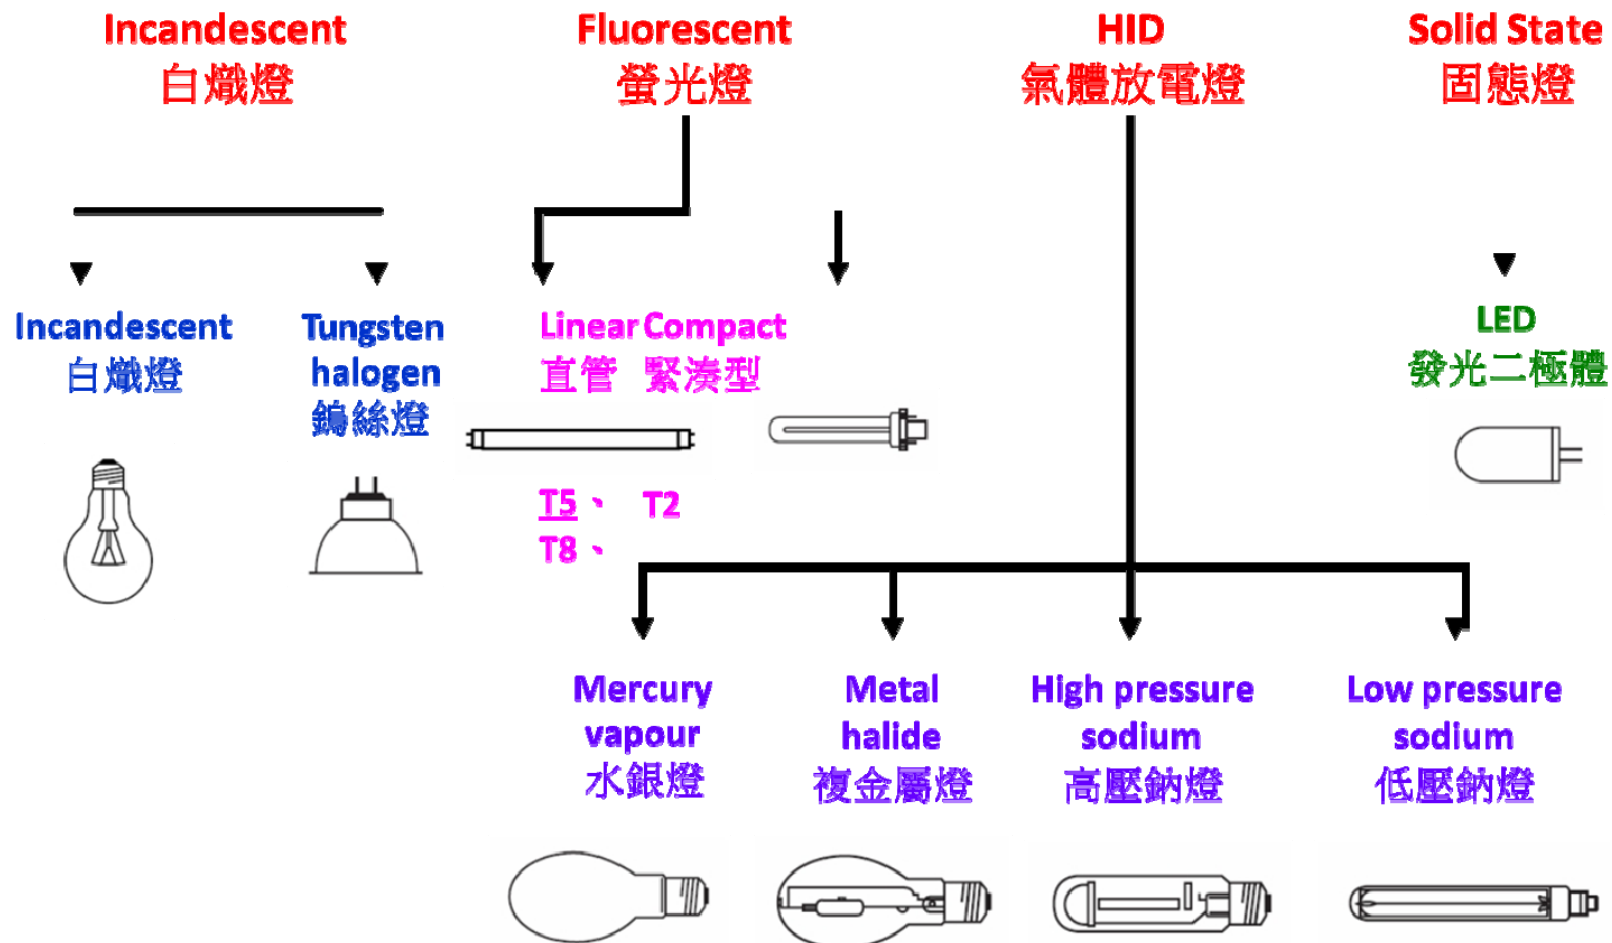 Incandescent
白熾燈
Fluorescent
螢光燈
HID
氣體放電燈
Solid State
固態燈
Incandescent
白熾燈
Tungsten
halogen
鎢絲燈
Linear Compact
直管 緊湊型
T5、 T2
T8、
LED
發光二極體
Mercury
vapour
水銀燈
Metal
halide
複金屬燈
High pressure
sodium
高壓鈉燈
Low pressure
sodium
低壓鈉燈